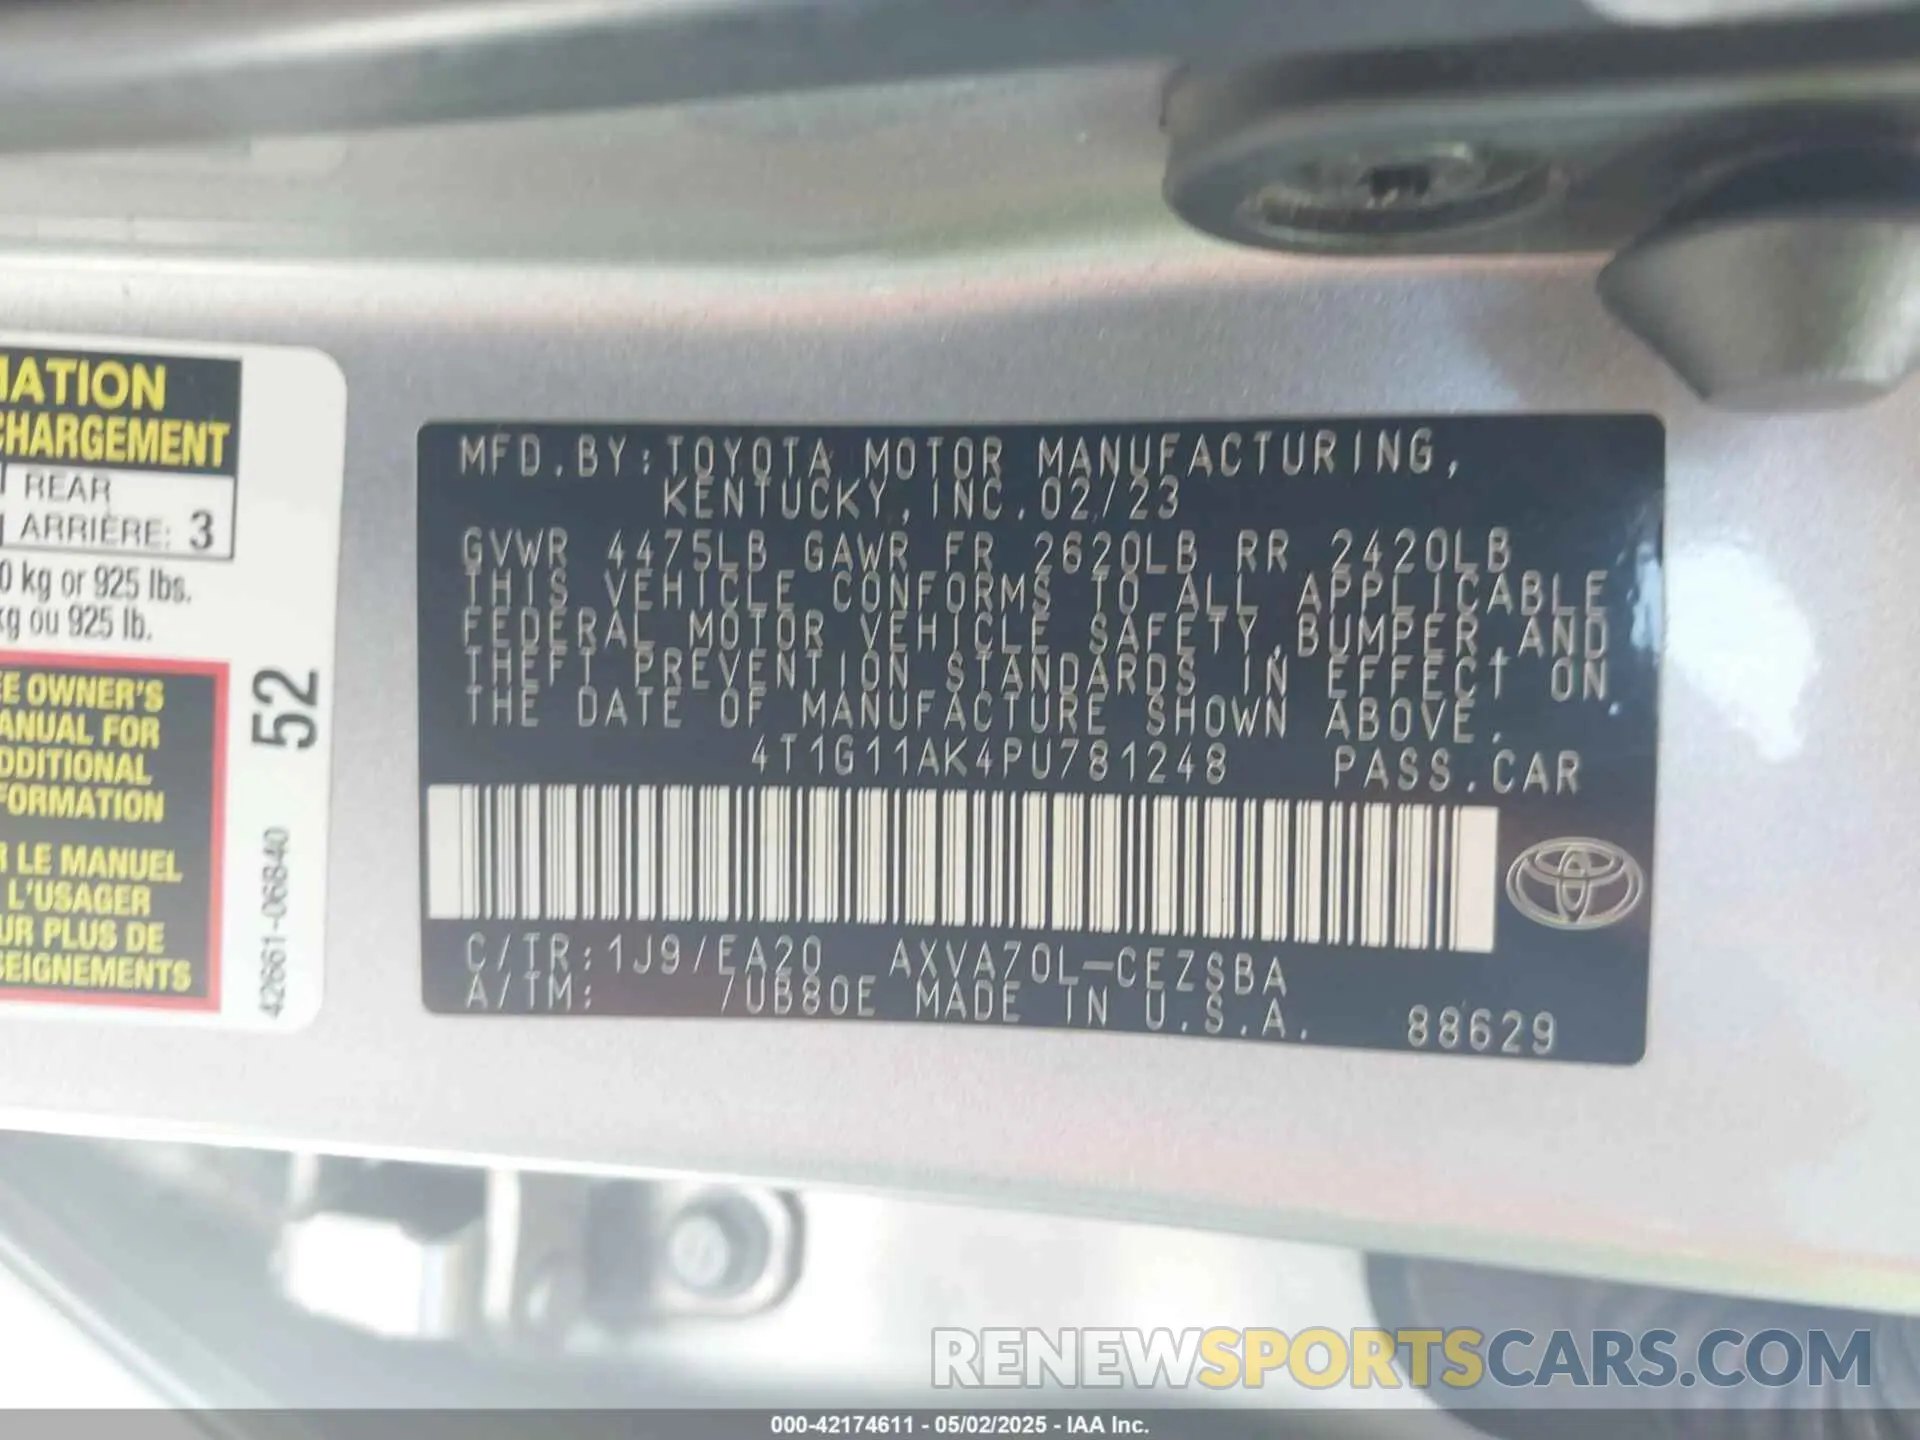 MATION
CHARGEMENT
REAR
ARRIÈRE: 3
0 kg or 925 lbs.
kg ou 925 lb.
EE OWNER'S
ANUAL FOR
DDITIONAL
FORMATION
R LE MANUEL
L'USAGER
UR PLUS DE
SEIGNEMENTS
52
42661-06840
MFD.BY:TOYOTA MOTOR MANUFACTURING,
KENTUCKY,INC.02/23
GVWR 4475LB GAWR FR 2620LB RR 2420LB
THIS VEHICLE CONFORMS TO ALL APPLICABLE
FEDERAL MOTOR VEHICLE SAFETY,BUMPER,AND
THEFT PREVENTION STANDARDS IN EFFECT ON
THE DATE OF MANUFACTURE SHOWN ABOVE.
4T1G11AK4PU781248 PASS.CAR
C/TR:1J9/EA20 AXVA70L-CEZSBA
A/TM: /UB80E MADE IN U.S.A. 88629
RENEWSPORTSCARS.COM
000-42174611 - 05/02/2025 - IAA Inc.